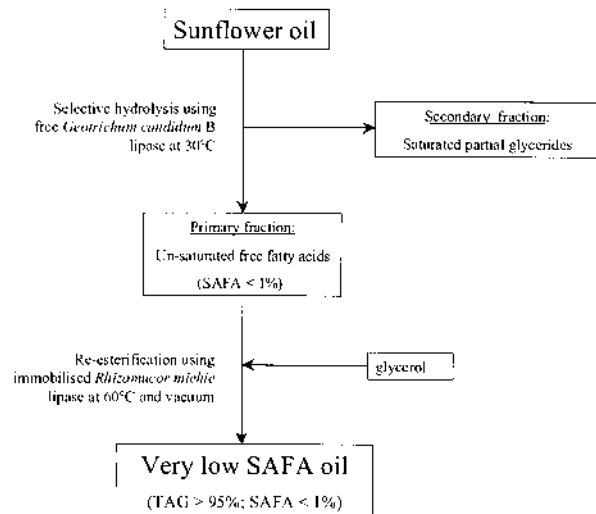 Sunflower oil
Selective hydrolysis using
free Geotrichum candidum B
lipase at 30°C
Secondary fraction:
Saturated partial glycerides
Primary fraction:
Un-saturated free fatty acids
(SAFA < 1%)
Re-esterification using
immobilised Rhizomucor miehie
lipase at 60°C and vacuum
glycerol
Very low SAFA oil
(TAG > 95%; SAFA < 1%)